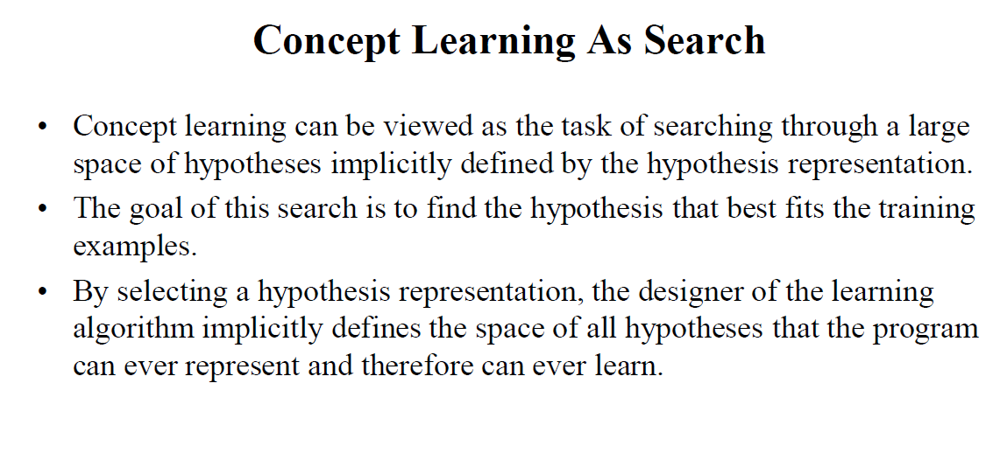 Concept Learning As Search
• Concept learning can be viewed as the task of searching through a large
space of hypotheses implicitly defined by the hypothesis representation.
• The goal of this search is to find the hypothesis that best fits the training
examples.
• By selecting a hypothesis representation, the designer of the learning
algorithm implicitly defines the space of all hypotheses that the program
can ever represent and therefore can ever learn.